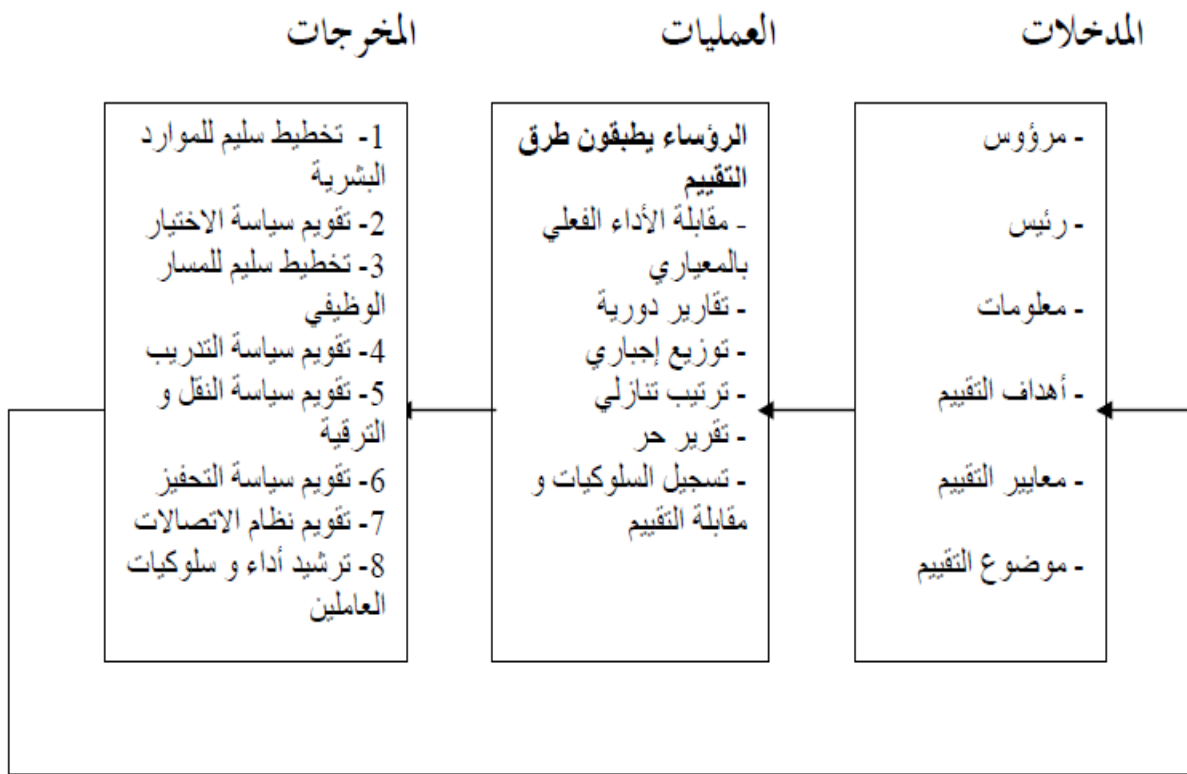 المدخلات
العمليات
المخرجات
- مرؤوس
- رئيس
- معلومات
- أهداف التقييم
- معايير التقييم
- موضوع التقييم
الرؤساء يطبقون طرق
التقييم
- مقابلة الأداء الفعلي
بالمعياري
- تقارير دورية
- توزيع إجباري
- ترتيب تنازلي
- تقرير حر
- تسجيل السلوكيات و
مقابلة التقييم
1- تخطيط سليم للموارد
البشرية
2- تقويم سياسة الاختيار
3- تخطيط سليم للمسار
الوظيفي
4- تقويم سياسة التدريب
5- تقويم سياسة النقل و
الترقية
6- تقويم سياسة التحفيز
7- تقويم نظام الاتصالات
8- ترشيد أداء و سلوكيات
العاملين